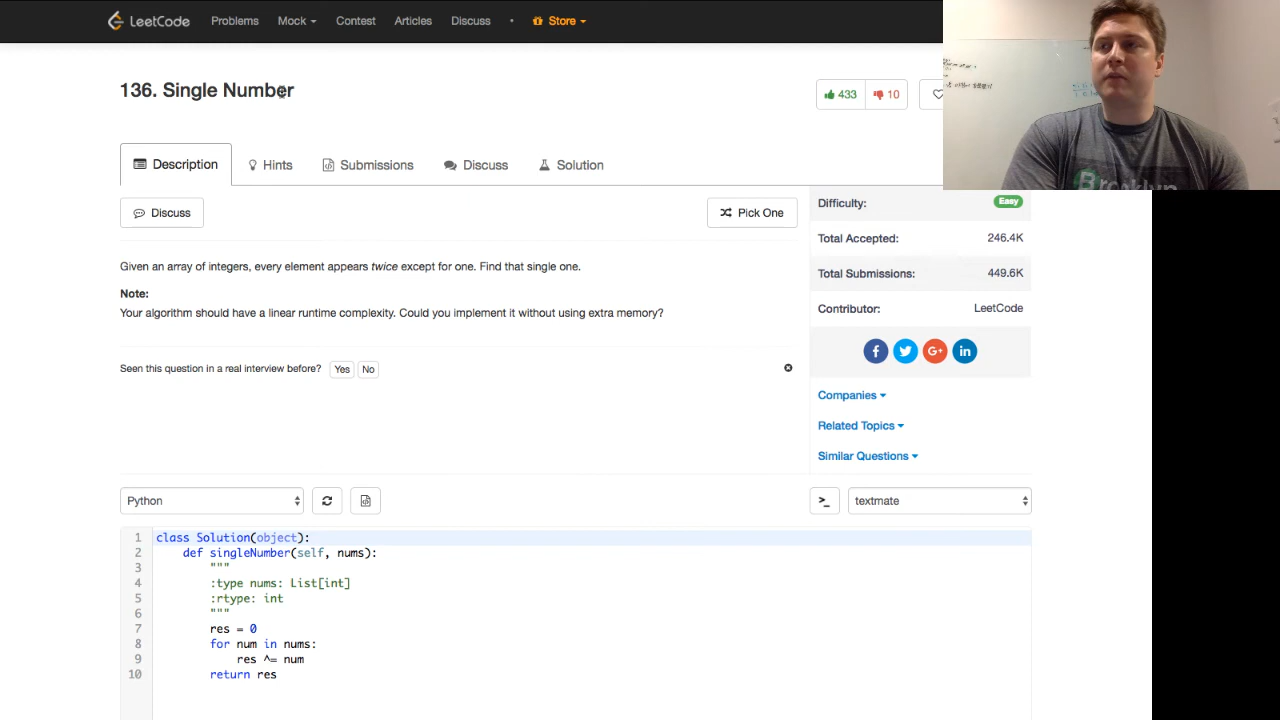 LeetCode Problems Mock Contest Articles Discuss • Store
136. Single Number
433 10
Description Hints Submissions Discuss Solution
Discuss Pick One
Difficulty: Easy
Total Accepted: 246.4K
Total Submissions: 449.6K
Contributor: LeetCode
Given an array of integers, every element appears twice except for one. Find that single one.
Note:
Your algorithm should have a linear runtime complexity. Could you implement it without using extra memory?
Seen this question in a real interview before? Yes No
f G+ in
Companies
Related Topics
Similar Questions
Python >_ textmate
1 class Solution(object):
2 def singleNumber(self, nums):
3 """
4 :type nums: List[int]
5 :rtype: int
6 """
7 res = 0
8 for num in nums:
9 res ^= num
10 return res
Brooklyn